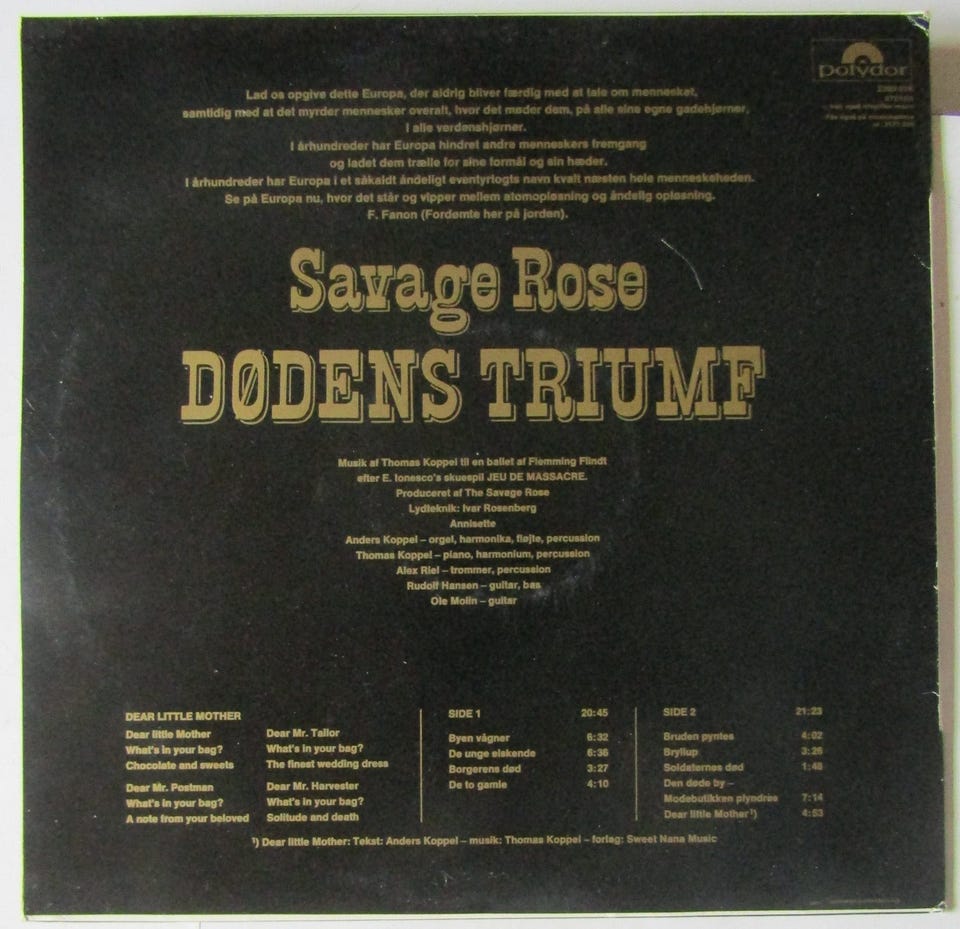 polydor
STEREO
Lad os opgive dette Europa, der aldrig bliver færdig med at tale om mennesket,
samtidig med at det myrder mennesker overalt, hvor det møder dem, på alle sine egne gadehjørner,
i alle verdenshjørner.
I århundreder har Europa hindret andre menneskers fremgang
og ladet dem trælle for sine formål og sin hæder.
I århundreder har Europa i et såkaldt åndeligt eventyrlogts navn kvalt næsten hele menneskeheden.
Se på Europa nu, hvor det står og vipper mellem atomopløsning og åndelig opløsning.
F. Fanon (Fordømte her på jorden).
Savage Rose
DØDENS TRIUMF
Musik af Thomas Koppel til en ballet af Flemming Flindt
efter E. Ionesco's skuespil JEU DE MASSACRE.
Produceret af The Savage Rose
Lydteknik: Ivar Rosenberg
Annisette
Anders Koppel – orgel, harmonika, fløjte, percussion
Thomas Koppel – piano, harmonium, percussion
Alex Riel – trommer, percussion
Rudolf Hansen – guitar, bas
Ole Molin – guitar
DEAR LITTLE MOTHER
Dear little Mother
What's in your bag?
Chocolate and sweets
Dear Mr. Postman
What's in your bag?
A note from your beloved
Dear Mr. Tailor
What's in your bag?
The finest wedding dress
Dear Mr. Harvester
What's in your bag?
Solitude and death
SIDE 1 20:45
Byen vågner 6:32
De unge elskende 6:36
Borgerens død 3:27
De to gamle 4:10
SIDE 2 21:23
Bruden pyntes 4:02
Bryllup 3:26
Soldaternes død 1:48
Den døde by –
Modebutikken plyndres 7:14
Dear little Mother¹) 4:53
¹) Dear little Mother: Tekst: Anders Koppel – musik: Thomas Koppel – forlag: Sweet Nana Music